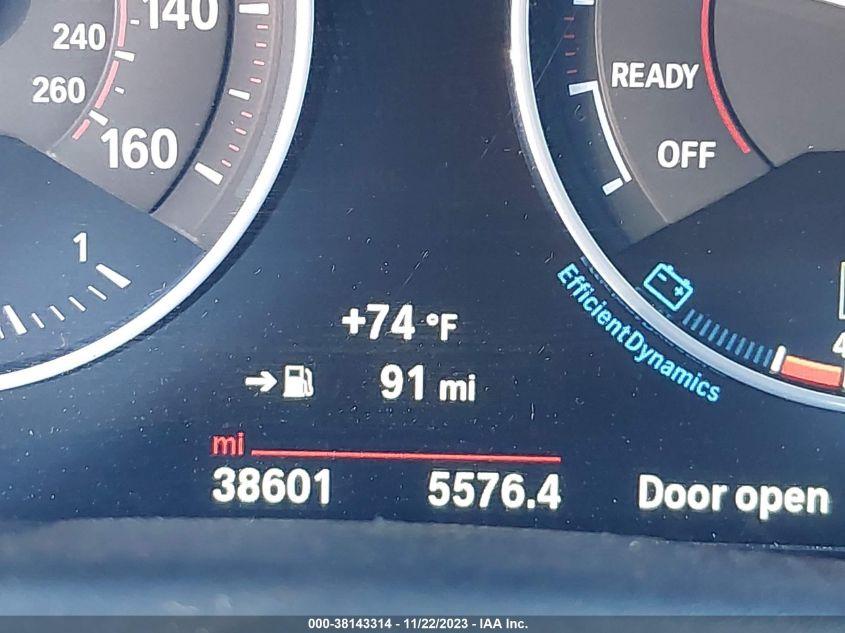 140
240
260
160
1
READY
OFF
+74 °F
EfficientDynamics
91 mi
mi
38601 5576.4 Door open
000-38143314 - 11/22/2023 - IAA Inc.